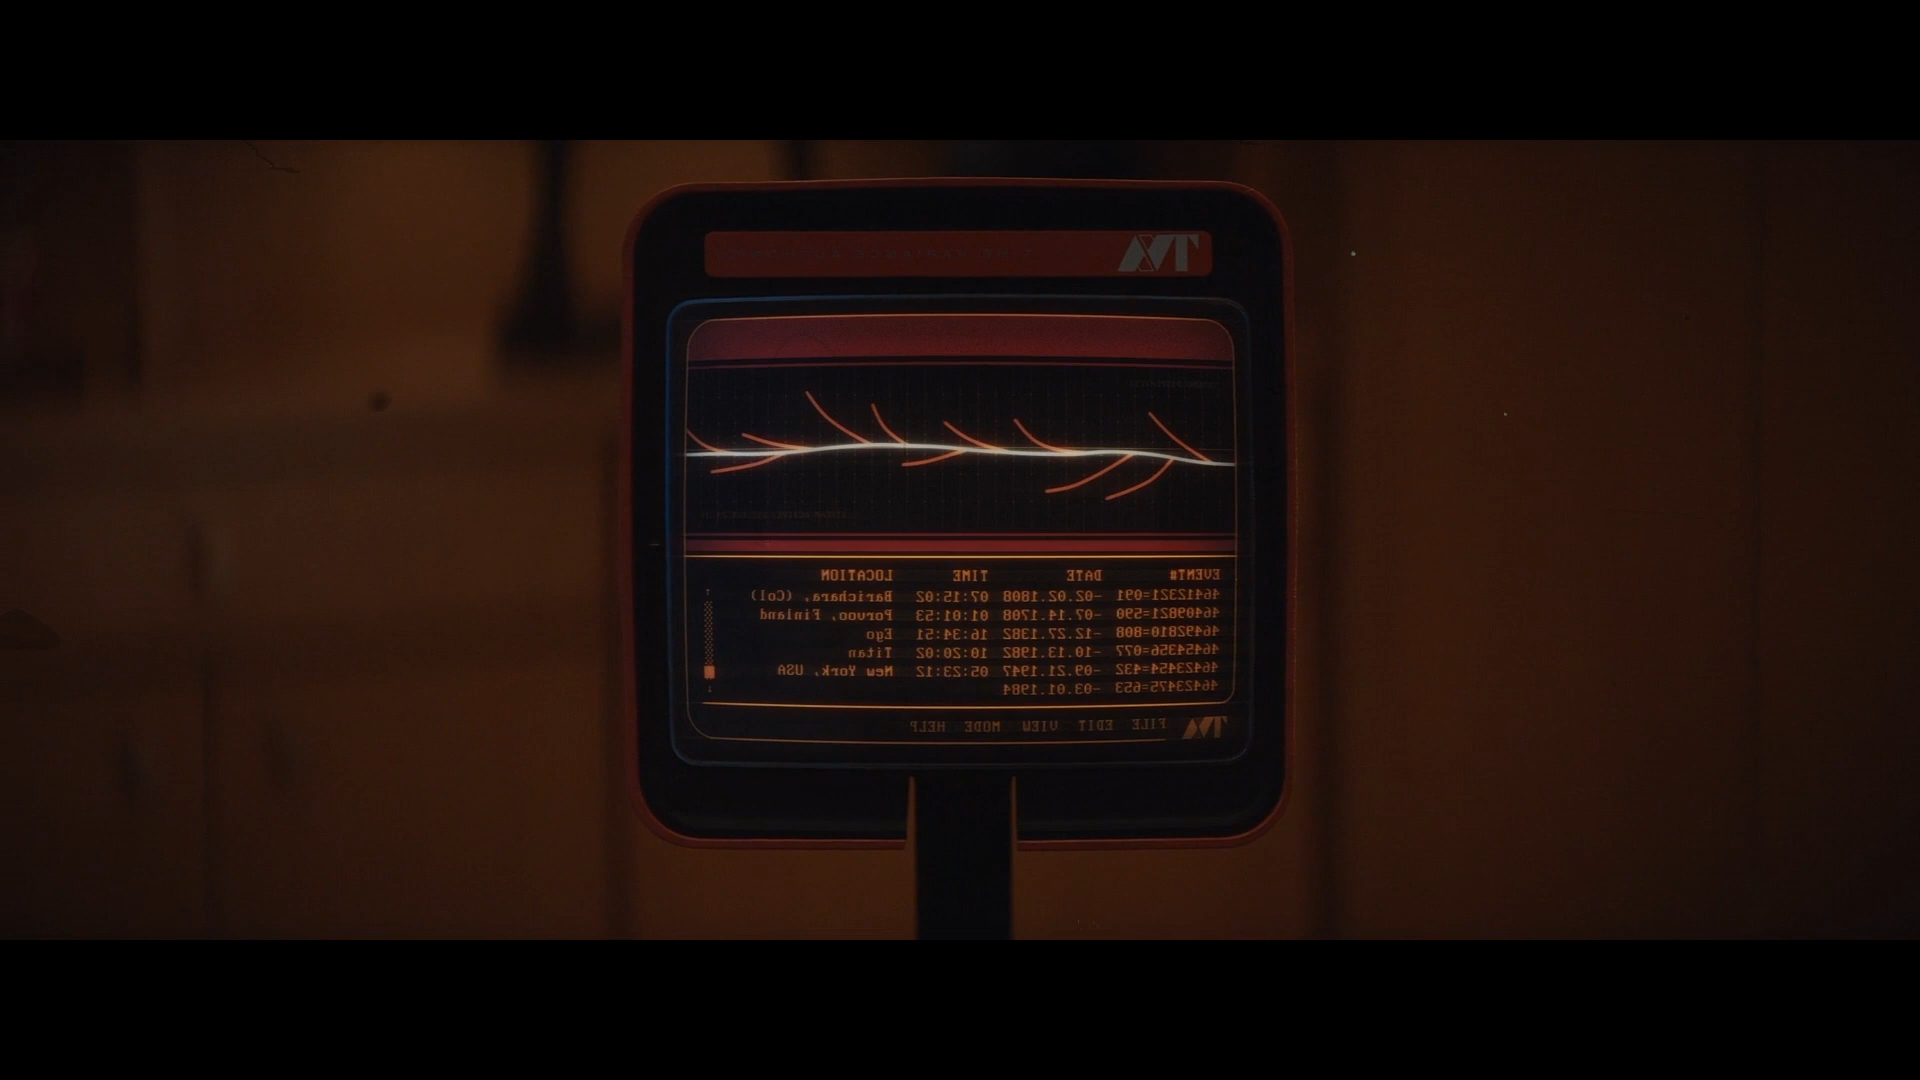 TVA
EVENT# DATE TIME LOCATION
46412321=091 -02.02.1808 07:15:02 Barichara, (Col)
46409821=590 -07.14.1708 01:01:53 Porvoo, Finland
46492810=808 -12.27.1382 16:34:51 Ego
46454356=077 -10.13.1982 10:20:02 Titan
46423454=432 -09.21.1947 05:23:12 New York, USA
46423475=653 -03.01.1984
TVA FILE EDIT VIEW MODE HELP